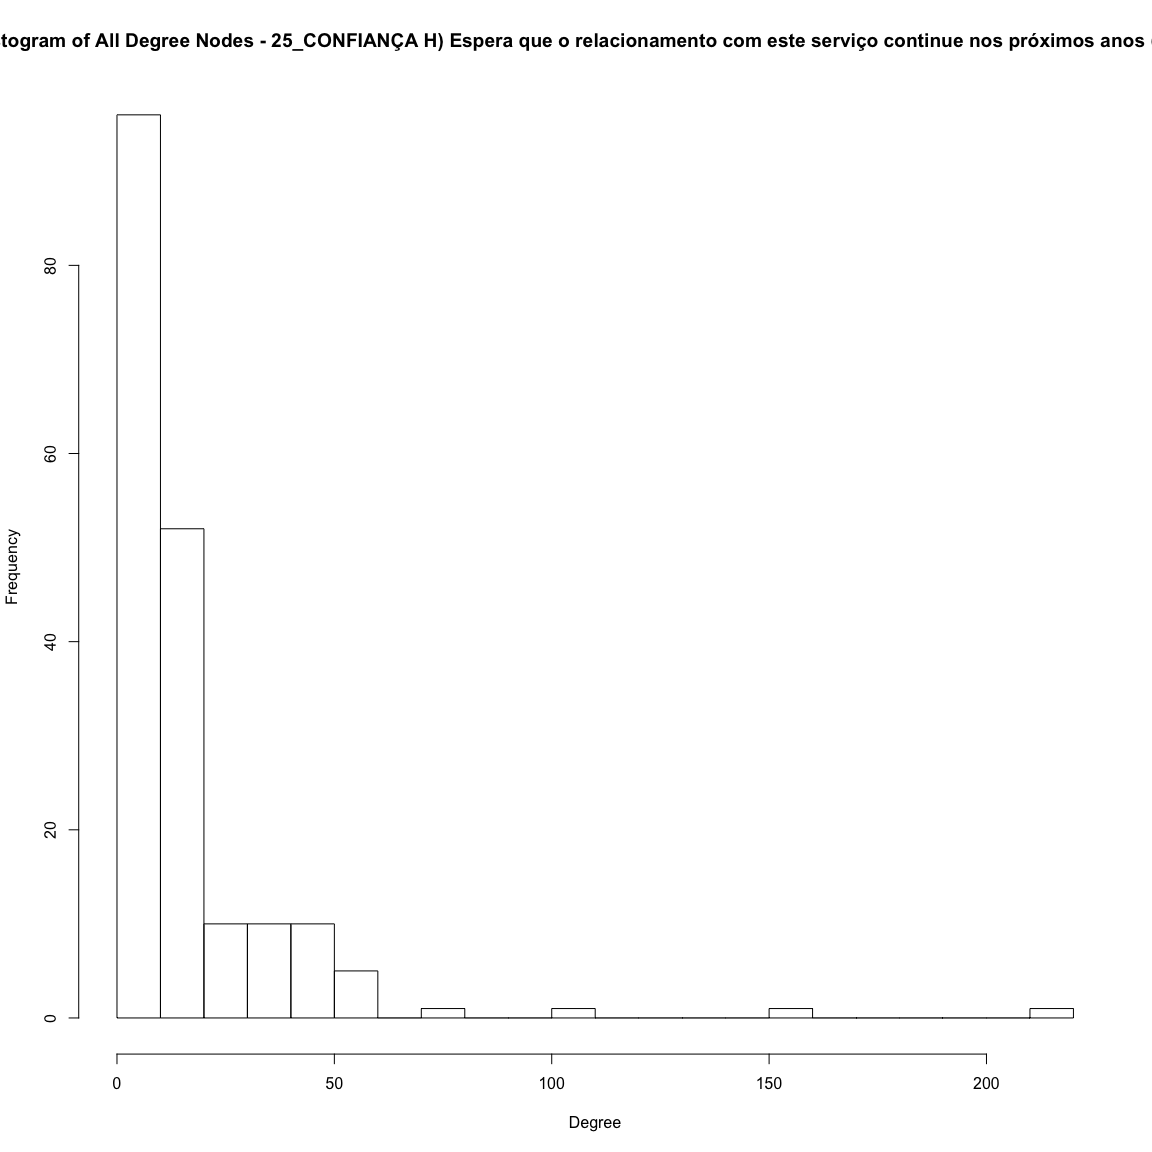 togram of All Degree Nodes - 25_CONFIANÇA H) Espera que o relacionamento com este serviço continue nos próximos anos
80
60
40
20
0
Frequency
0 50 100 150 200
Degree